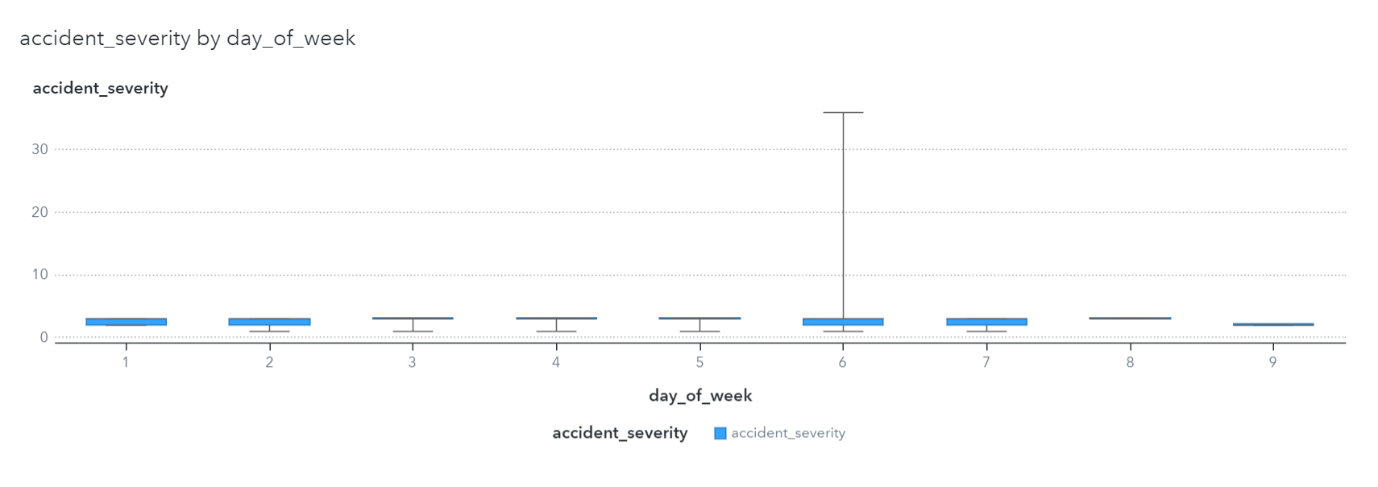 accident_severity by day_of_week
accident_severity
30
20
10
0
1 2 3 4 5 6 7 8 9
day_of_week
accident_severity accident_severity